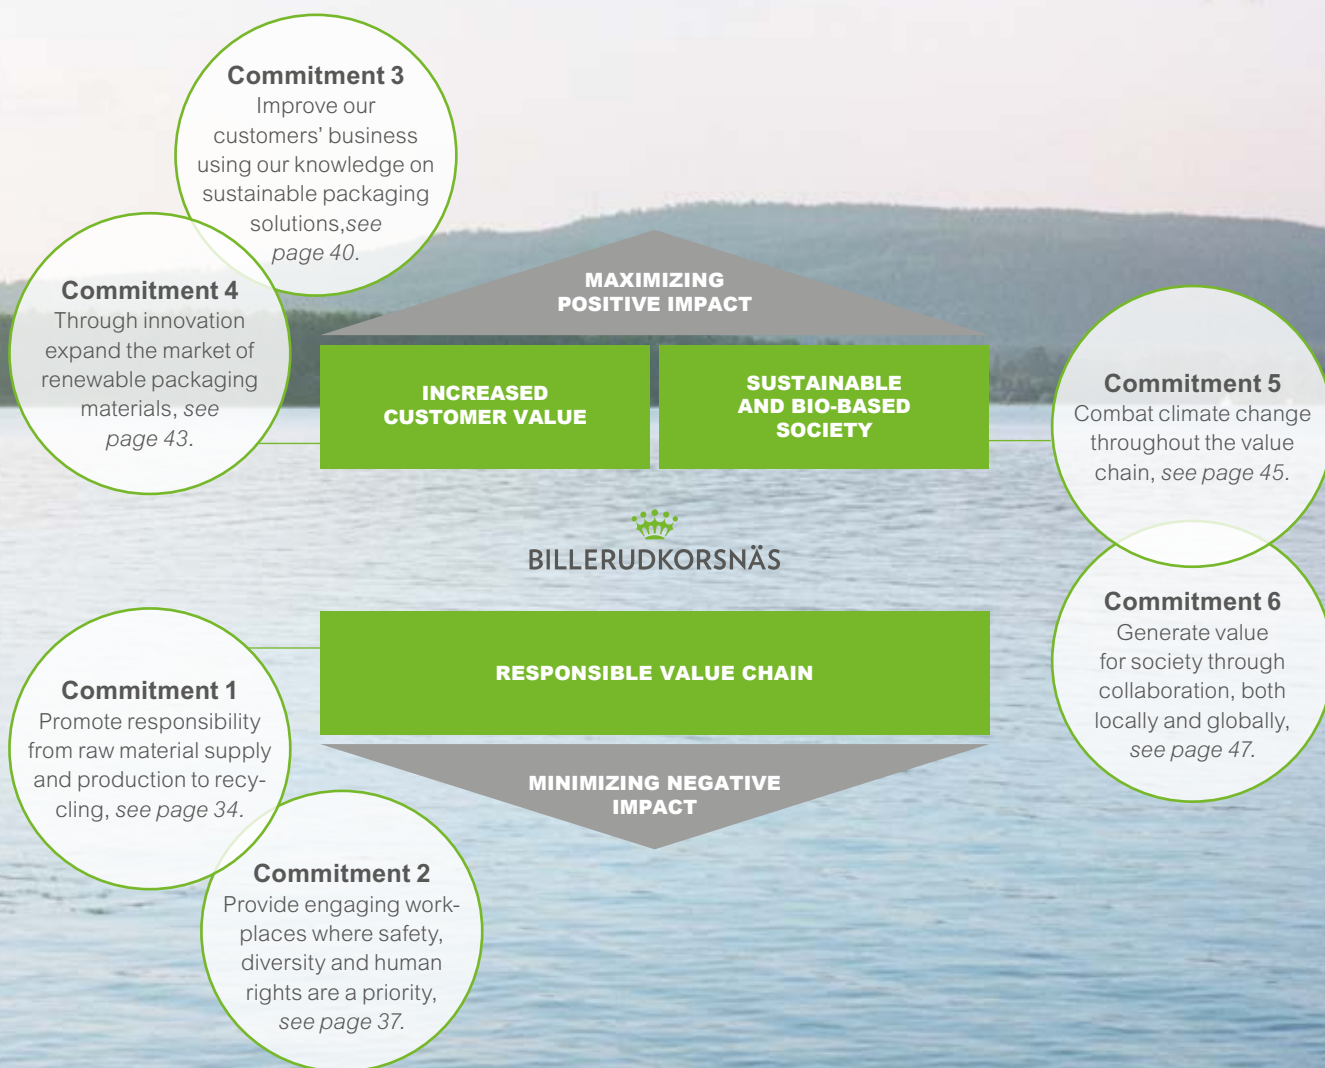 Commitment 3
Improve our
customers’ business
using our knowledge on
sustainable packaging
solutions,see
page 40.
Commitment 4
Through innovation
expand the market of
renewable packaging
materials, see
page 43.
MAXIMIZING
POSITIVE IMPACT
INCREASED
CUSTOMER VALUE
SUSTAINABLE
AND BIO-BASED
SOCIETY
Commitment 5
Combat climate change
throughout the value
chain, see page 45.
BILLERUDKORSNÄS
Commitment 6
Generate value
for society through
collaboration, both
locally and globally,
see page 47.
RESPONSIBLE VALUE CHAIN
Commitment 1
Promote responsibility
from raw material supply
and production to recy-
cling, see page 34.
MINIMIZING NEGATIVE
IMPACT
Commitment 2
Provide engaging work-
places where safety,
diversity and human
rights are a priority,
see page 37.